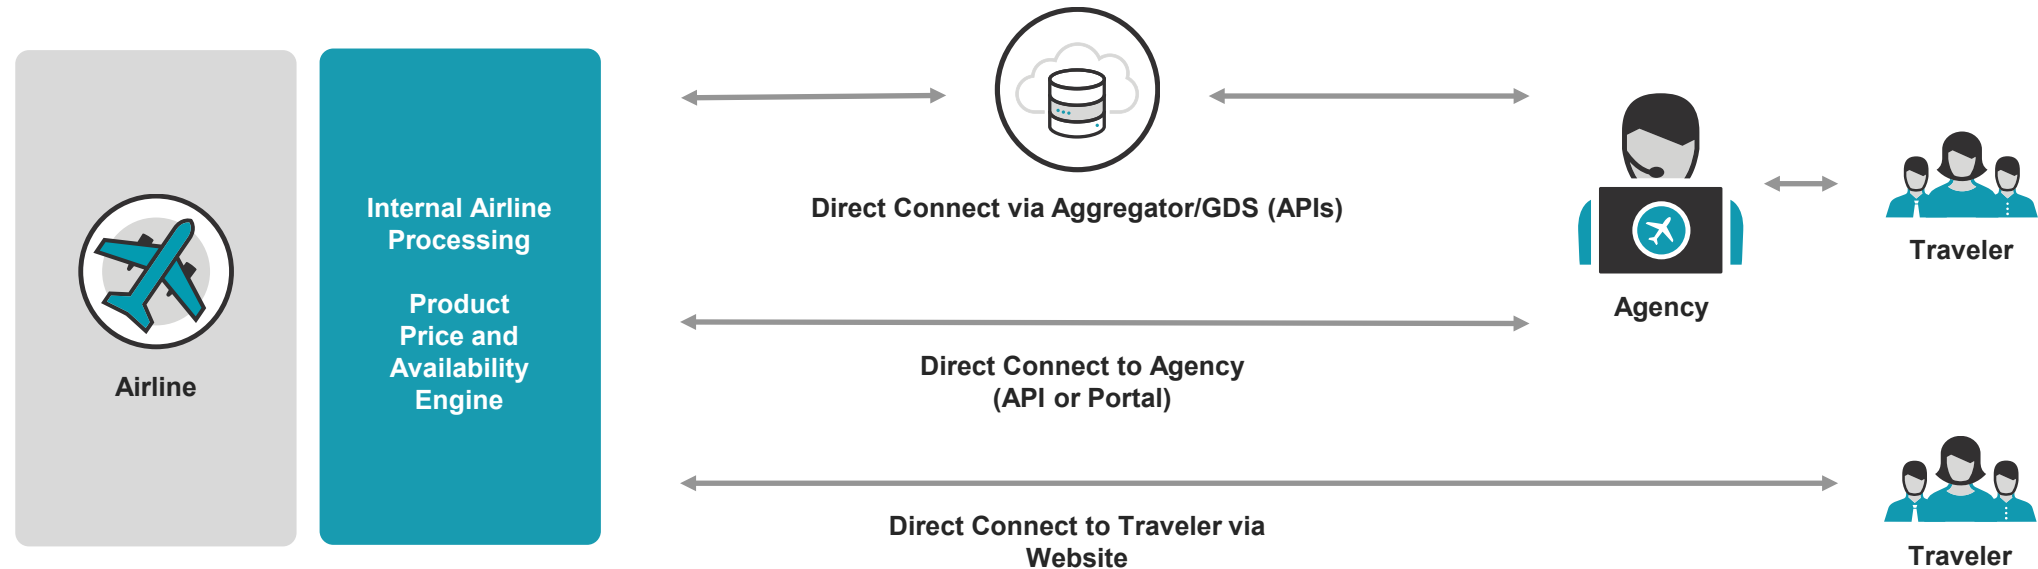 Airline
Internal Airline
Processing
Product
Price and
Availability
Engine
Direct Connect via Aggregator/GDS (APIs)
Agency
Traveler
Direct Connect to Agency
(API or Portal)
Direct Connect to Traveler via
Website
Traveler